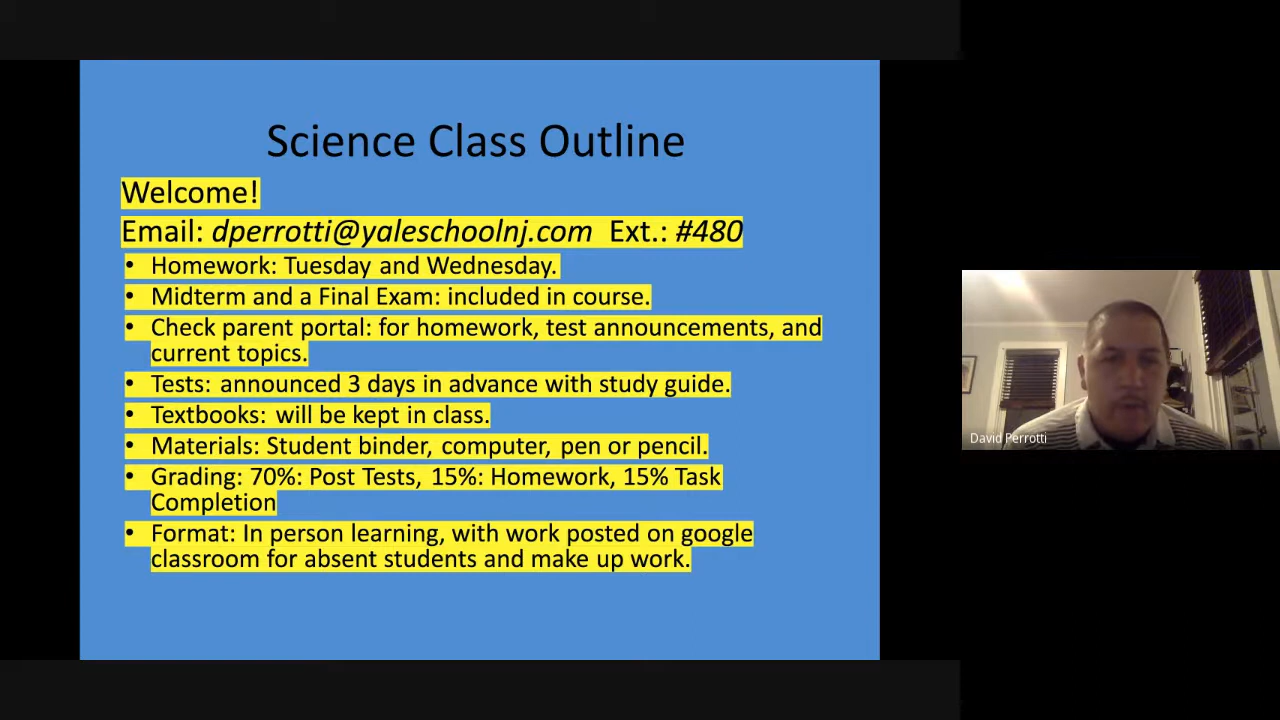 Science Class Outline
Welcome!
Email: dperrotti@yaleschoolnj.com Ext.: #480
• Homework: Tuesday and Wednesday.
• Midterm and a Final Exam: included in course.
• Check parent portal: for homework, test announcements, and
current topics.
• Tests: announced 3 days in advance with study guide.
• Textbooks: will be kept in class.
• Materials: Student binder, computer, pen or pencil.
• Grading: 70%: Post Tests, 15%: Homework, 15% Task
Completion
• Format: In person learning, with work posted on google
classroom for absent students and make up work.
David Perrotti